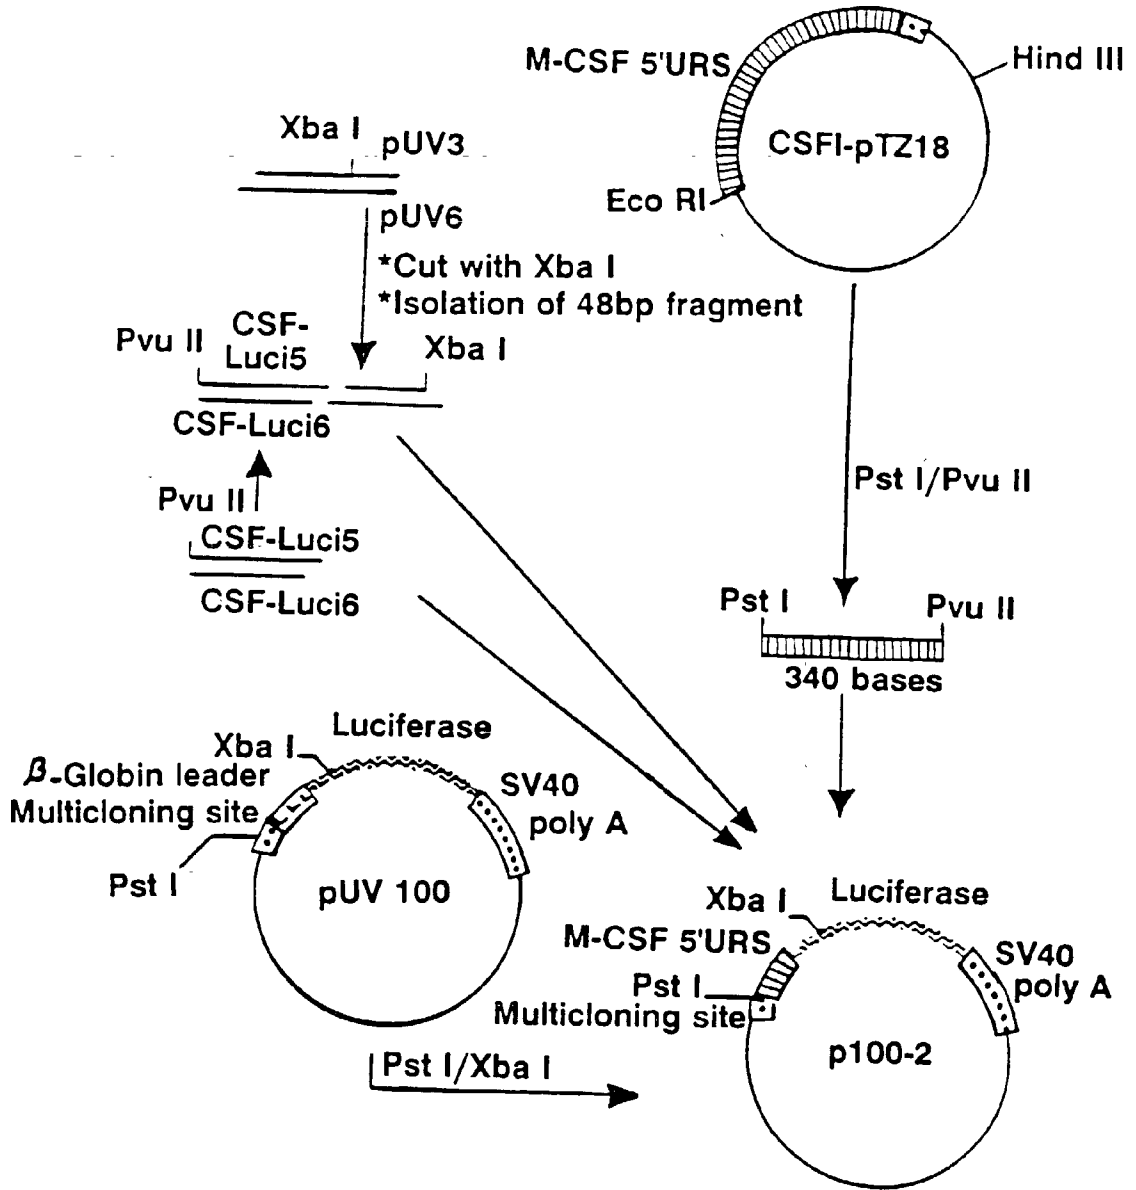 M-CSF 5'URS
Hind III
CSFI-pTZ18
Eco RI
Xba I
pUV3
pUV6
*Cut with Xba I
*Isolation of 48bp fragment
Pvu II
CSF-
Luci5
Xba I
CSF-Luci6
Pvu II
CSF-Luci5
CSF-Luci6
Pst I/Pvu II
Pst I
Pvu II
340 bases
Luciferase
Xba I
β-Globin leader
Multicloning site
SV40
poly A
Pst I
pUV 100
Pst I/Xba I
Luciferase
Xba I
M-CSF 5'URS
SV40
poly A
Pst I
Multicloning site
p100-2